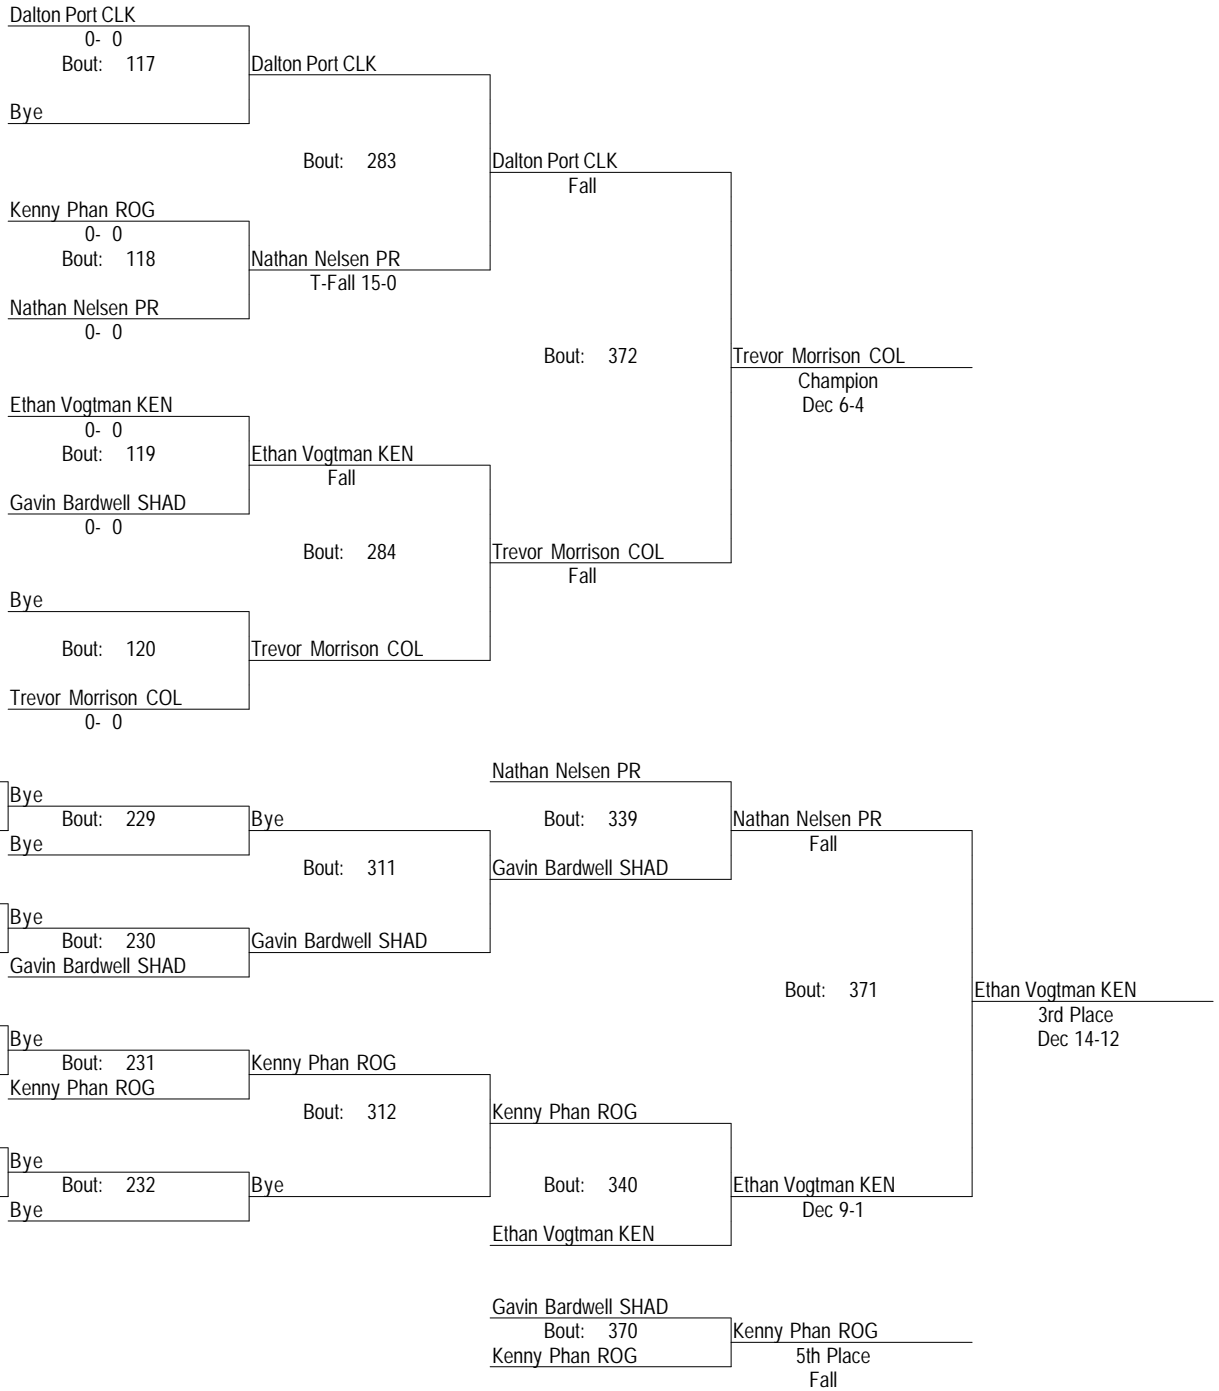 Dalton Port CLK
0- 0
Bout: 117
Dalton Port CLK
Bye
Bout: 283
Dalton Port CLK
Fall
Kenny Phan ROG
0- 0
Bout: 118
Nathan Nelsen PR
T-Fall 15-0
Nathan Nelsen PR
0- 0
Bout: 372
Trevor Morrison COL
Champion
Dec 6-4
Ethan Vogtman KEN
0- 0
Bout: 119
Ethan Vogtman KEN
Fall
Gavin Bardwell SHAD
0- 0
Bout: 284
Trevor Morrison COL
Fall
Bye
Bout: 120
Trevor Morrison COL
Trevor Morrison COL
0- 0
Nathan Nelsen PR
Bye
Bout: 229
Bye
Bout: 339
Nathan Nelsen PR
Fall
Bye
Bout: 311
Gavin Bardwell SHAD
Bye
Bout: 230
Gavin Bardwell SHAD
Gavin Bardwell SHAD
Bout: 371
Ethan Vogtman KEN
3rd Place
Dec 14-12
Bye
Bout: 231
Kenny Phan ROG
Kenny Phan ROG
Bout: 312
Kenny Phan ROG
Bye
Bout: 232
Bye
Bout: 340
Ethan Vogtman KEN
Dec 9-1
Bye
Ethan Vogtman KEN
Gavin Bardwell SHAD
Bout: 370
Kenny Phan ROG
Kenny Phan ROG
5th Place
Fall